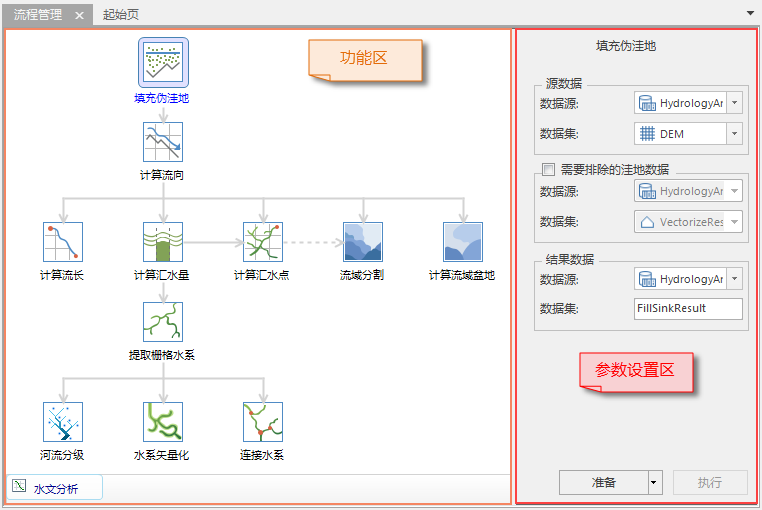 流程管理
起始页
功能区
填充伪洼地
计算流向
计算流长
计算汇水量
计算汇水点
流域分割
计算流域盆地
提取栅格水系
河流分级
水系矢量化
连接水系
水文分析
填充伪洼地
源数据
数据源:
HydrologyAr
数据集:
DEM
需要排除的洼地数据
数据源:
HydrologyAr
数据集:
VectorizeRes
结果数据
数据源:
HydrologyAr
数据集:
FillSinkResult
参数设置区
准备
执行